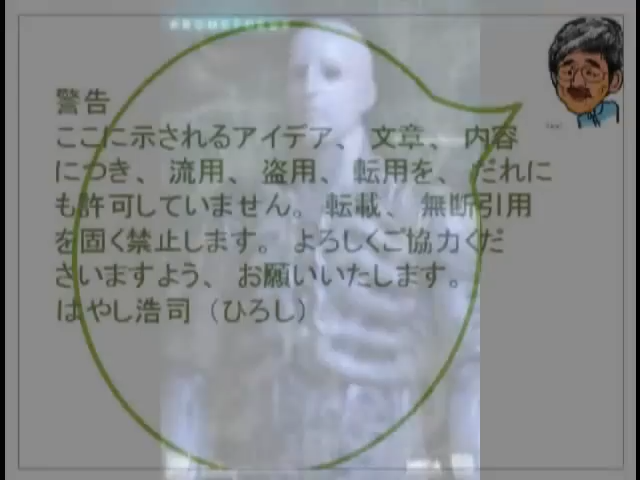 警告
ここに示されるアイデア、文章、内容
につき、流用、盗用、転用を、だれに
も許可していません。転載、無断引用
を固く禁止します。よろしくご協力くだ
さいますよう、お願いいたします。
はやし浩司（ひろし）